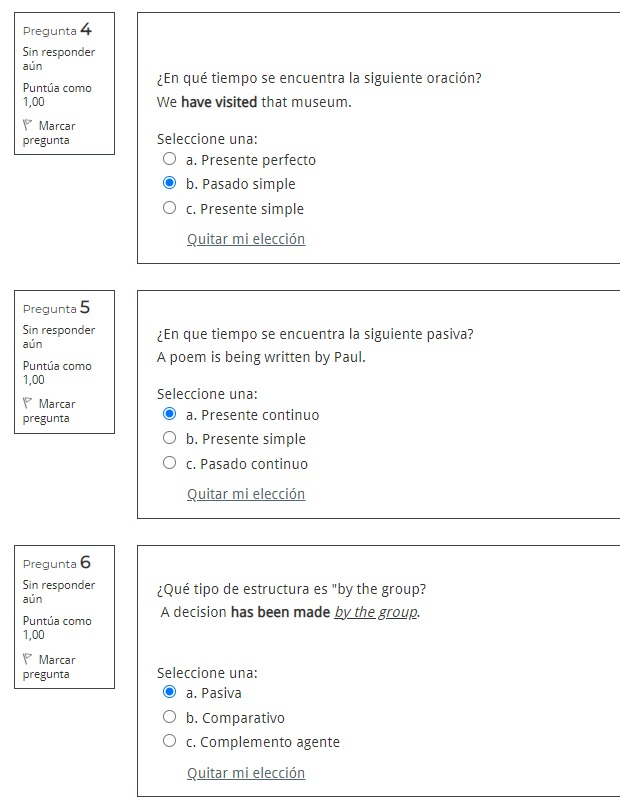 Pregunta 4
Sin responder
aún
Puntúa como
1,00
Marcar
pregunta
¿En qué tiempo se encuentra la siguiente oración?
We have visited that museum.
Seleccione una:
a. Presente perfecto
b. Pasado simple
c. Presente simple
Quitar mi elección
Pregunta 5
Sin responder
aún
Puntúa como
1,00
Marcar
pregunta
¿En que tiempo se encuentra la siguiente pasiva?
A poem is being written by Paul.
Seleccione una:
a. Presente continuo
b. Presente simple
c. Pasado continuo
Quitar mi elección
Pregunta 6
Sin responder
aún
Puntúa como
1,00
Marcar
pregunta
¿Qué tipo de estructura es "by the group?
A decision has been made by the group.
Seleccione una:
a. Pasiva
b. Comparativo
c. Complemento agente
Quitar mi elección